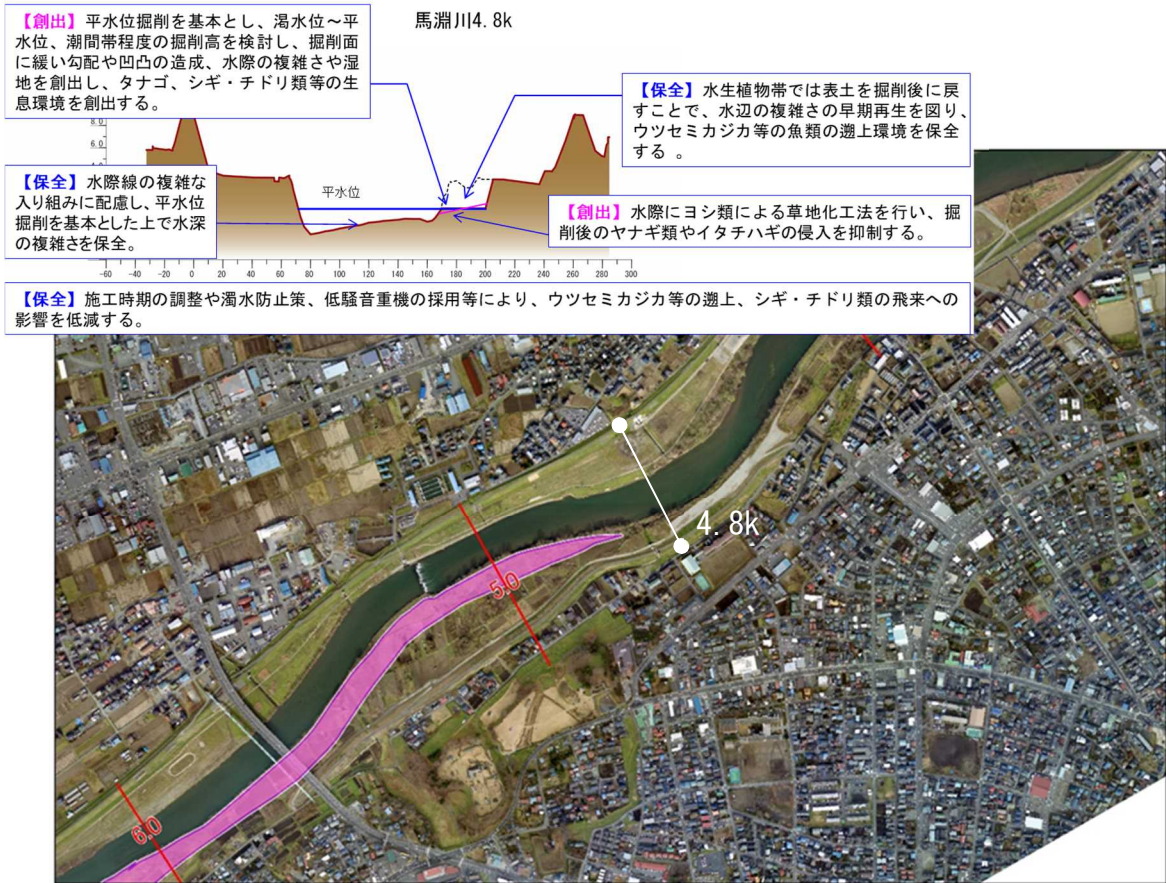 【創出】平水位掘削を基本とし、渇水位～平
水位、潮間帯程度の掘削高を検討し、掘削面
に緩い勾配や凹凸の造成、水際の複雑さや湿
地を創出し、タナゴ、シギ・チドリ類等の生
息環境を創出する。
馬淵川4.8k
【保全】水生植物帯では表土を掘削後に戻
すことで、水辺の複雑さの早期再生を図り、
ウツセミカジカ等の魚類の遡上環境を保全
する 。
8.0
6.0
【保全】水際線の複雑な
入り組みに配慮し、平水位
掘削を基本とした上で水深
の複雑さを保全。
平水位
【創出】水際にヨシ類による草地化工法を行い、掘
削後のヤナギ類やイタチハギの侵入を抑制する。
-60 -40 -20 0 20 40 60 80 100 120 140 160 170 180 200 220 240 260 280 300
【保全】施工時期の調整や濁水防止策、低騒音重機の採用等により、ウツセミカジカ等の遡上、シギ・チドリ類の飛来への
影響を低減する。
4.8k
5.0
6.0